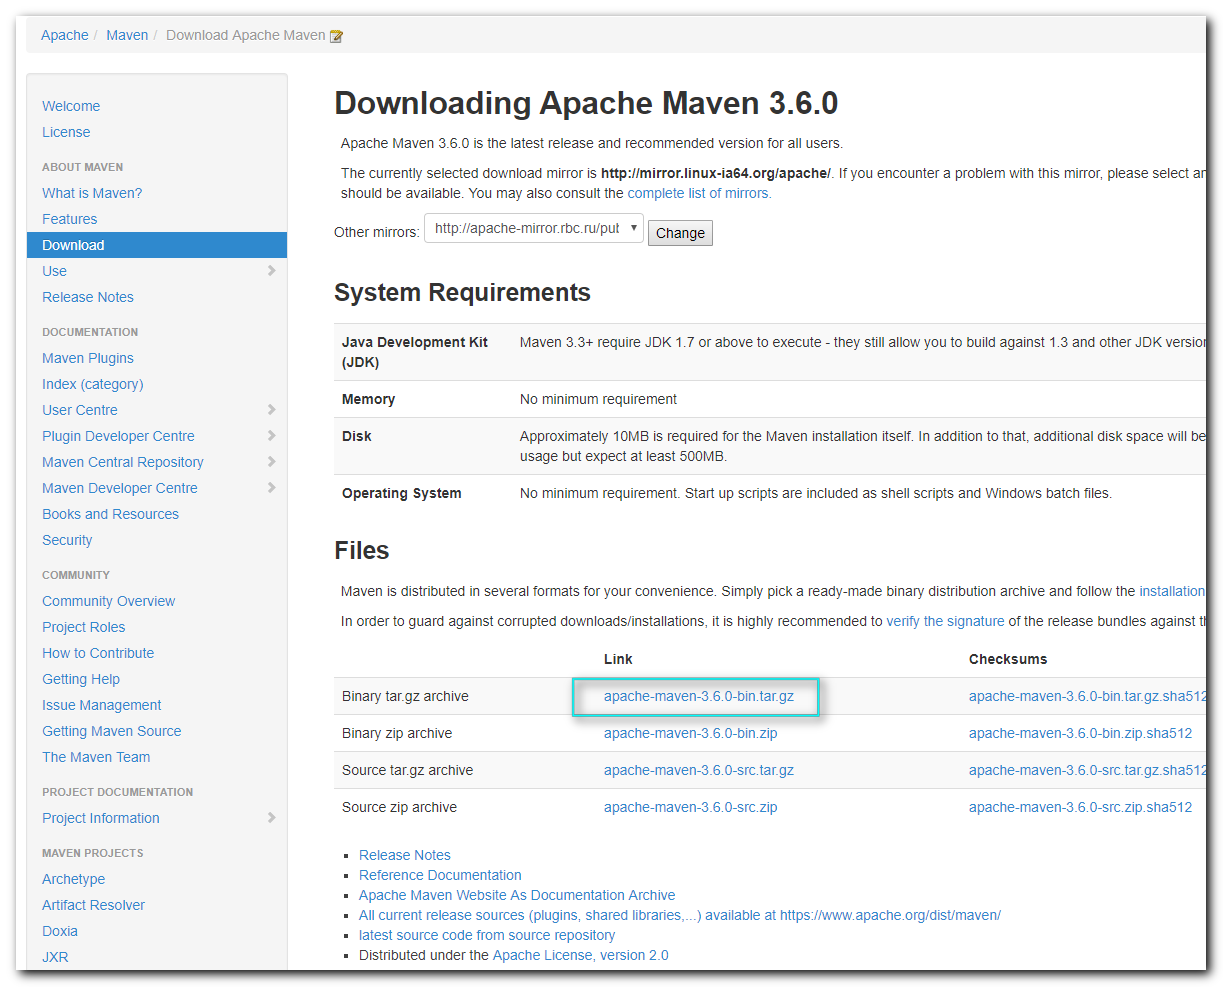 Apache / Maven / Download Apache Maven
Welcome
License
ABOUT MAVEN
What is Maven?
Features
Download
Use
Release Notes
DOCUMENTATION
Maven Plugins
Index (category)
User Centre
Plugin Developer Centre
Maven Central Repository
Maven Developer Centre
Books and Resources
Security
COMMUNITY
Community Overview
Project Roles
How to Contribute
Getting Help
Issue Management
Getting Maven Source
The Maven Team
PROJECT DOCUMENTATION
Project Information
MAVEN PROJECTS
Archetype
Artifact Resolver
Doxia
JXR
Downloading Apache Maven 3.6.0
Apache Maven 3.6.0 is the latest release and recommended version for all users.
The currently selected download mirror is http://mirror.linux-ia64.org/apache/. If you encounter a problem with this mirror, please select an
should be available. You may also consult the complete list of mirrors.
Other mirrors: http://apache-mirror.rbc.ru/pub Change
System Requirements
Java Development Kit Maven 3.3+ require JDK 1.7 or above to execute - they still allow you to build against 1.3 and other JDK version
(JDK)
Memory No minimum requirement
Disk Approximately 10MB is required for the Maven installation itself. In addition to that, additional disk space will be
usage but expect at least 500MB.
Operating System No minimum requirement. Start up scripts are included as shell scripts and Windows batch files.
Files
Maven is distributed in several formats for your convenience. Simply pick a ready-made binary distribution archive and follow the installation
In order to guard against corrupted downloads/installations, it is highly recommended to verify the signature of the release bundles against th
Link Checksums
Binary tar.gz archive apache-maven-3.6.0-bin.tar.gz apache-maven-3.6.0-bin.tar.gz.sha512
Binary zip archive apache-maven-3.6.0-bin.zip apache-maven-3.6.0-bin.zip.sha512
Source tar.gz archive apache-maven-3.6.0-src.tar.gz apache-maven-3.6.0-src.tar.gz.sha512
Source zip archive apache-maven-3.6.0-src.zip apache-maven-3.6.0-src.zip.sha512
▪ Release Notes
▪ Reference Documentation
▪ Apache Maven Website As Documentation Archive
▪ All current release sources (plugins, shared libraries,...) available at https://www.apache.org/dist/maven/
▪ latest source code from source repository
▪ Distributed under the Apache License, version 2.0